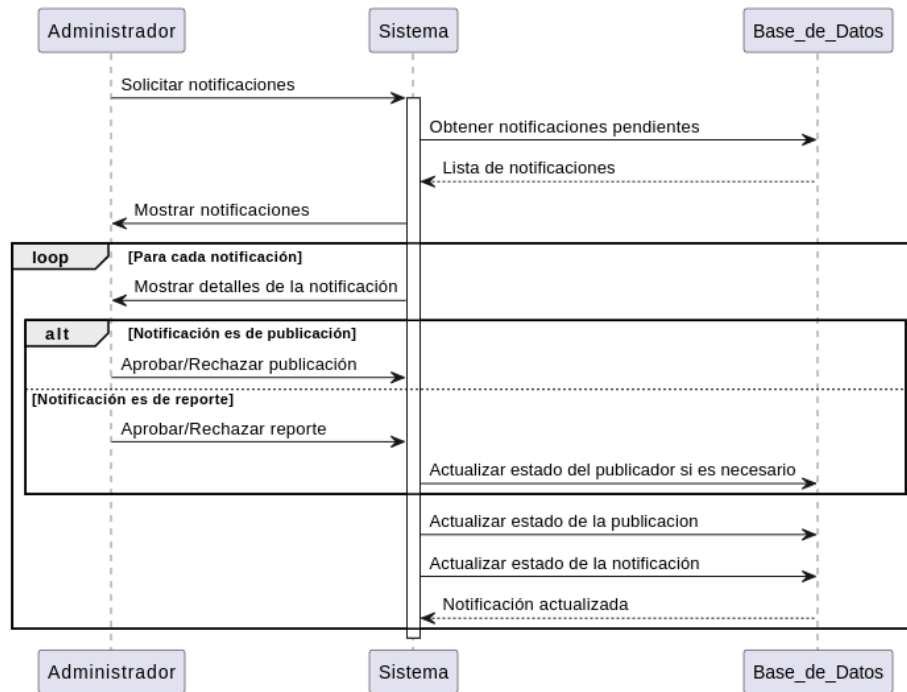 Administrador
Sistema
Base_de_Datos
Solicitar notificaciones
Obtener notificaciones pendientes
Lista de notificaciones
Mostrar notificaciones
loop
[Para cada notificación]
Mostrar detalles de la notificación
alt
[Notificación es de publicación]
Aprobar/Rechazar publicación
[Notificación es de reporte]
Aprobar/Rechazar reporte
Actualizar estado del publicador si es necesario
Actualizar estado de la publicacion
Actualizar estado de la notificación
Notificación actualizada
Administrador
Sistema
Base_de_Datos